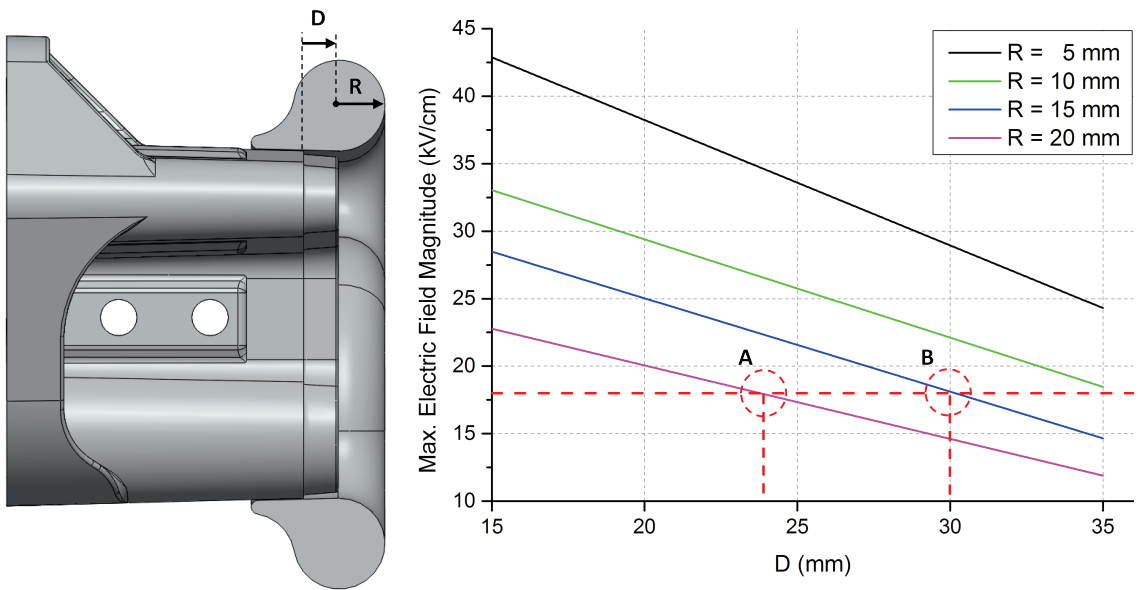 D
R
Max. Electric Field Magnitude (kV/cm)
45
40
35
30
25
20
15
10
15 20 25 30 35
D (mm)
R = 5 mm
R = 10 mm
R = 15 mm
R = 20 mm
A
B